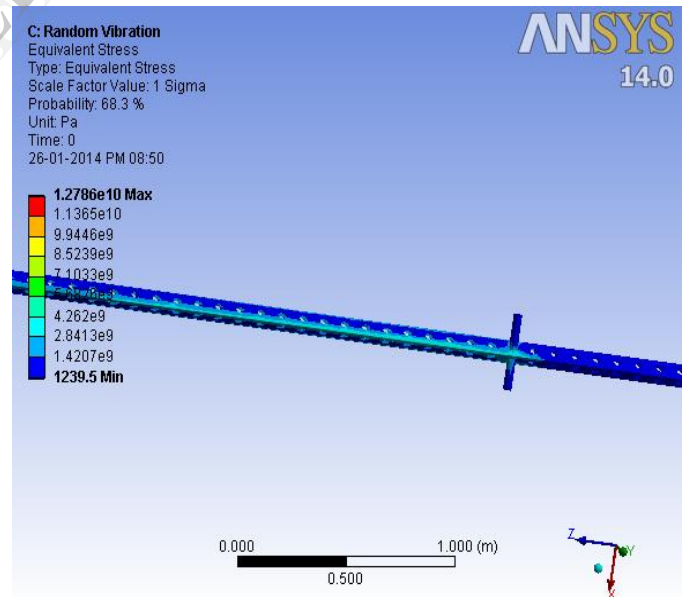 C: Random Vibration
Equivalent Stress
Type: Equivalent Stress
Scale Factor Value: 1 Sigma
Probability: 68.3 %
Unit: Pa
Time: 0
26-01-2014 PM 08:50
ANSYS
14.0
1.2786e10 Max
1.1365e10
9.9446e9
8.5239e9
7.1033e9
4.262e9
2.8413e9
1.4207e9
1239.5 Min
0.000
1.000 (m)
0.500
Z
Y
X